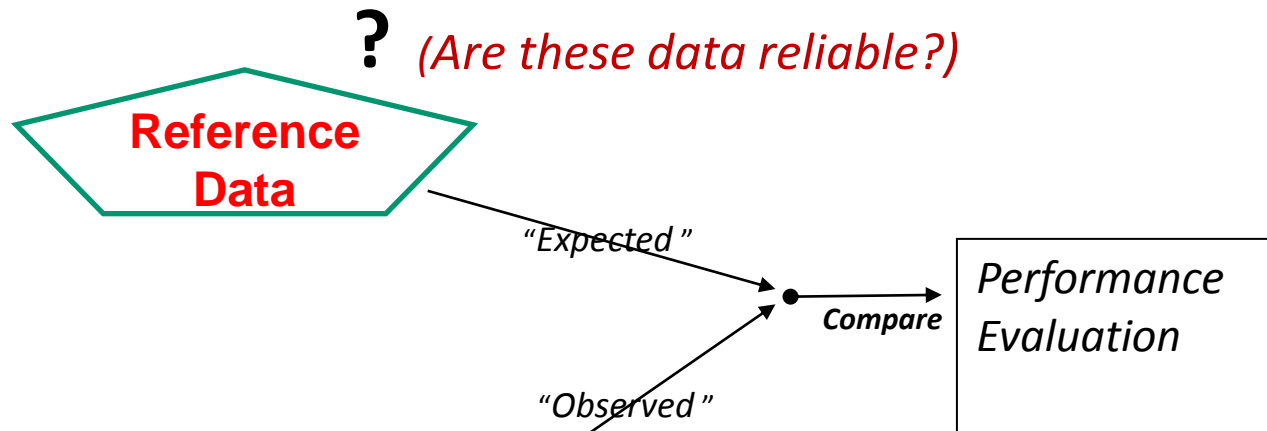 ? (Are these data reliable?)
Reference
Data
“Expected ”
Compare
Performance
Evaluation
“Observed ”